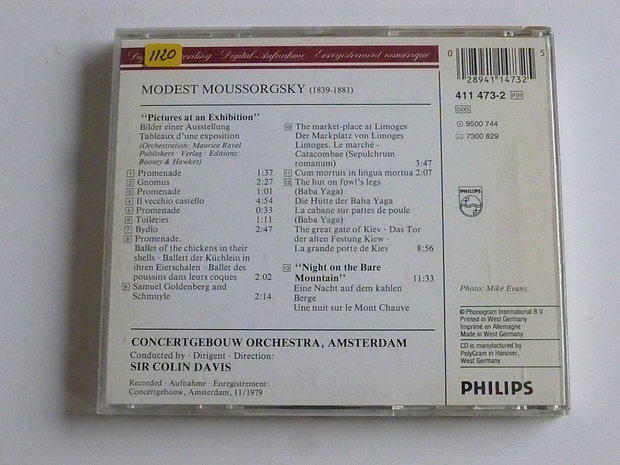 Digital Recording · Digital-Aufnahme · Enregistrement numérique
1120
MODEST MOUSSORGSKY (1839-1881)
"Pictures at an Exhibition"
Bilder einer Ausstellung
Tableaux d'une exposition
(Orchestration: Maurice Ravel
Publishers · Verlag · Editions:
Boosey & Hawkes)
1 Promenade 1:37
2 Gnomus 2:27
3 Promenade 1:01
4 Il vecchio castello 4:54
5 Promenade 0:33
6 Tuileries 1:11
7 Bydlo 2:47
8 Promenade.
Ballet of the chickens in their
shells · Ballett der Küchlein in
ihren Eierschalen · Ballet des
poussins dans leurs coques 2:02
9 Samuel Goldenberg and
Schmuyle 2:14
10 The market-place at Limoges
Der Markplatz von Limoges
Limoges. Le marché -
Catacombae (Sepulchrum
romanum) 3:47
11 Cum mortuis in lingua mortua 2:07
12 The hut on fowl's legs
(Baba Yaga)
Die Hütte der Baba Yaga
La cabane sur pattes de poule
(Baba Yaga) -
The great gate of Kiev · Das Tor
der alten Festung Kiew ·
La grande porte de Kiev 8:56
13 "Night on the Bare
Mountain" 11:33
Eine Nacht auf dem kahlen
Berge
Une nuit sur le Mont Chauve
CONCERTGEBOUW ORCHESTRA, AMSTERDAM
Conducted by · Dirigent · Direction:
SIR COLIN DAVIS
Recorded · Aufnahme · Enregistrement:
Concertgebouw, Amsterdam, 11/1979
0 28941 14732 5
411 473-2 PH
DDD
9500 744
7300 829
PHILIPS
Photo: Mike Evans
℗ Phonogram International B.V.
Printed in West Germany
Imprimé en Allemagne
Made in West Germany
CD is manufactured by
PolyGram in Hanover,
West Germany
PHILIPS